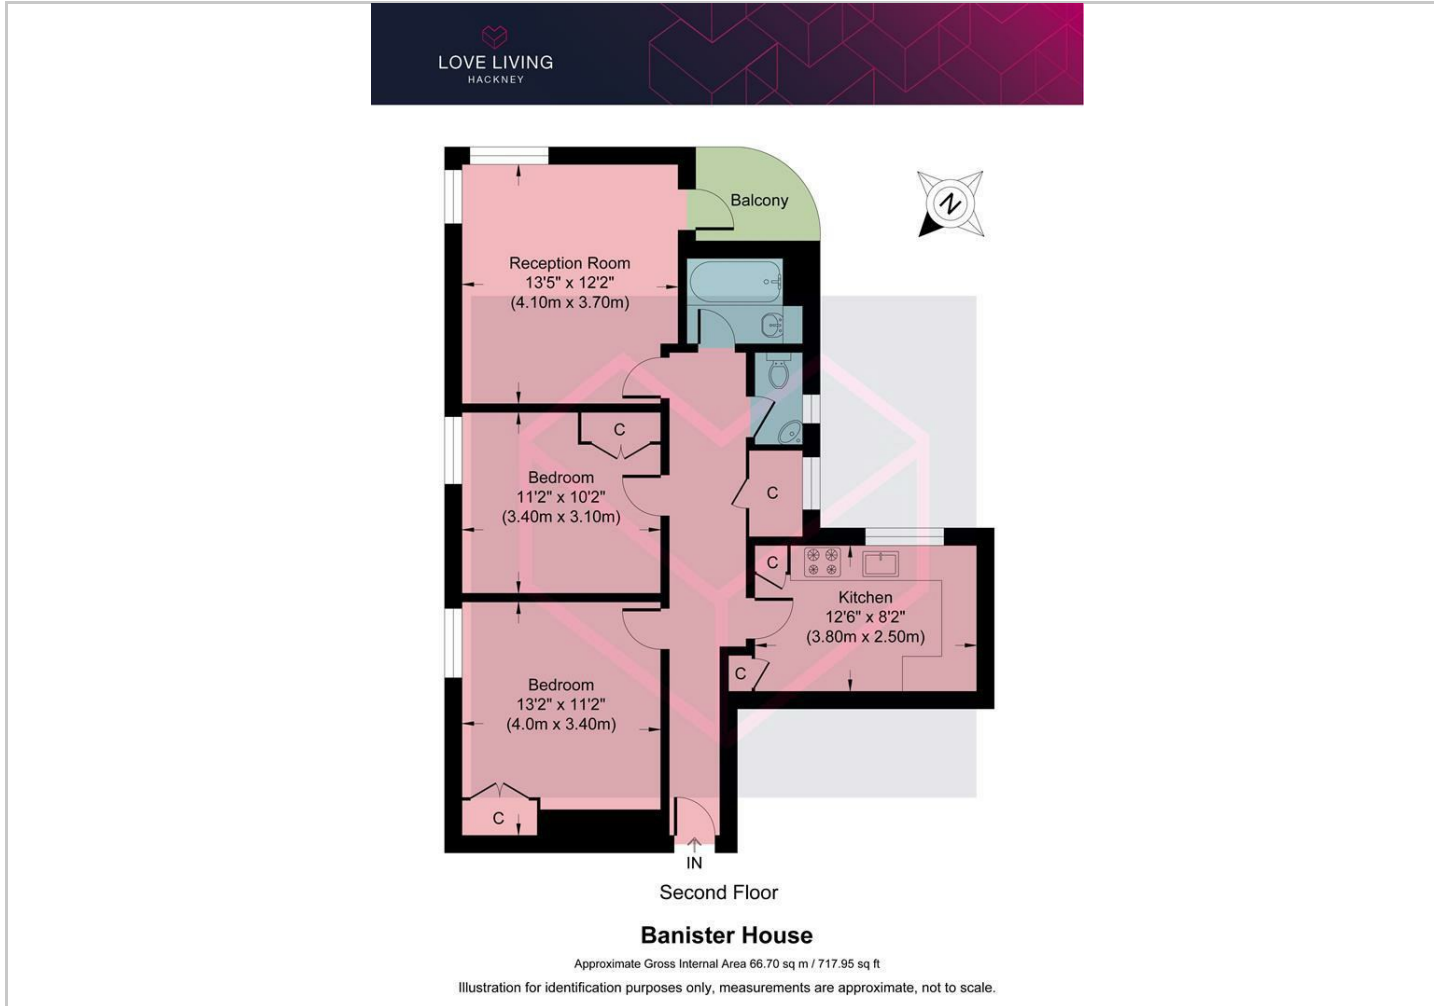 LOVE LIVING
HACKNEY
Balcony
N
Reception Room
13'5" x 12'2"
(4.10m x 3.70m)
C
Bedroom
11'2" x 10'2"
(3.40m x 3.10m)
C
C
Kitchen
12'6" x 8'2"
(3.80m x 2.50m)
C
Bedroom
13'2" x 11'2"
(4.0m x 3.40m)
C
IN
Second Floor
Banister House
Approximate Gross Internal Area 66.70 sq m / 717.95 sq ft
Illustration for identification purposes only, measurements are approximate, not to scale.